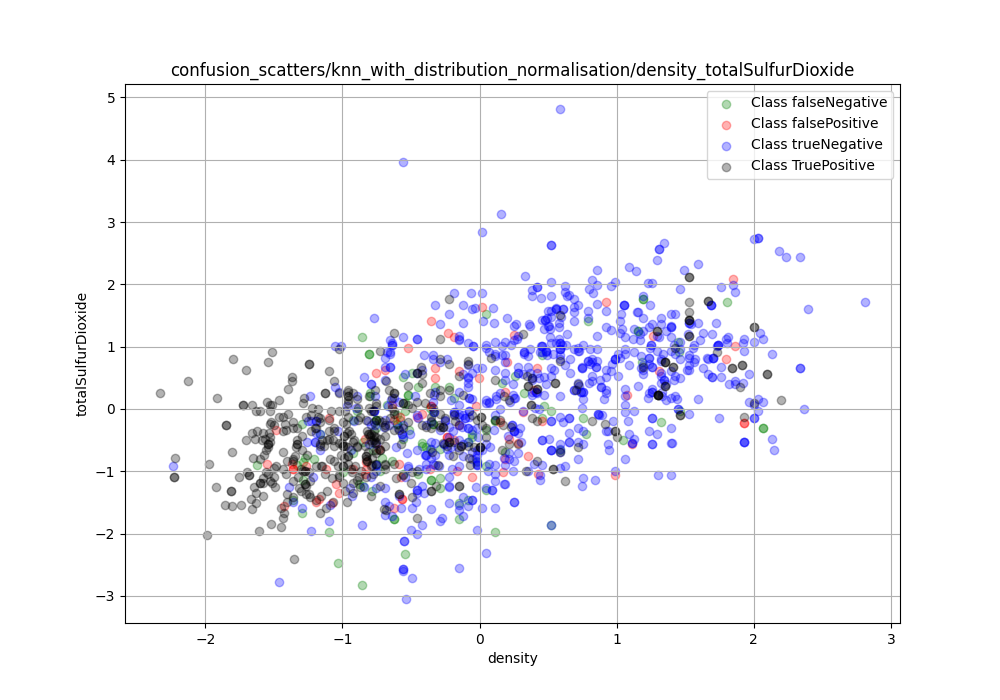 confusion_scatters/knn_with_distribution_normalisation/density_totalSulfurDioxide
Class falseNegative
Class falsePositive
Class trueNegative
Class TruePositive
5
4
3
2
1
0
−1
−2
−3
totalSulfurDioxide
−2
−1
0
1
2
3
density